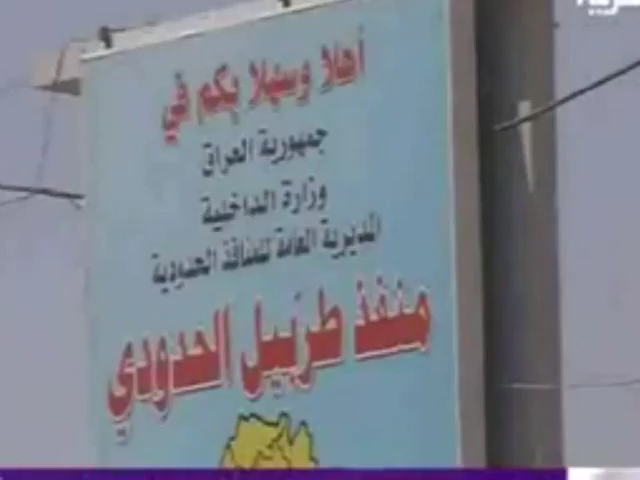 أهلا وسهلا بكم في
جمهورية العراق
وزارة الداخلية
المديرية العامة للمنافذ الحدودية
منفذ طريبيل الحدودي